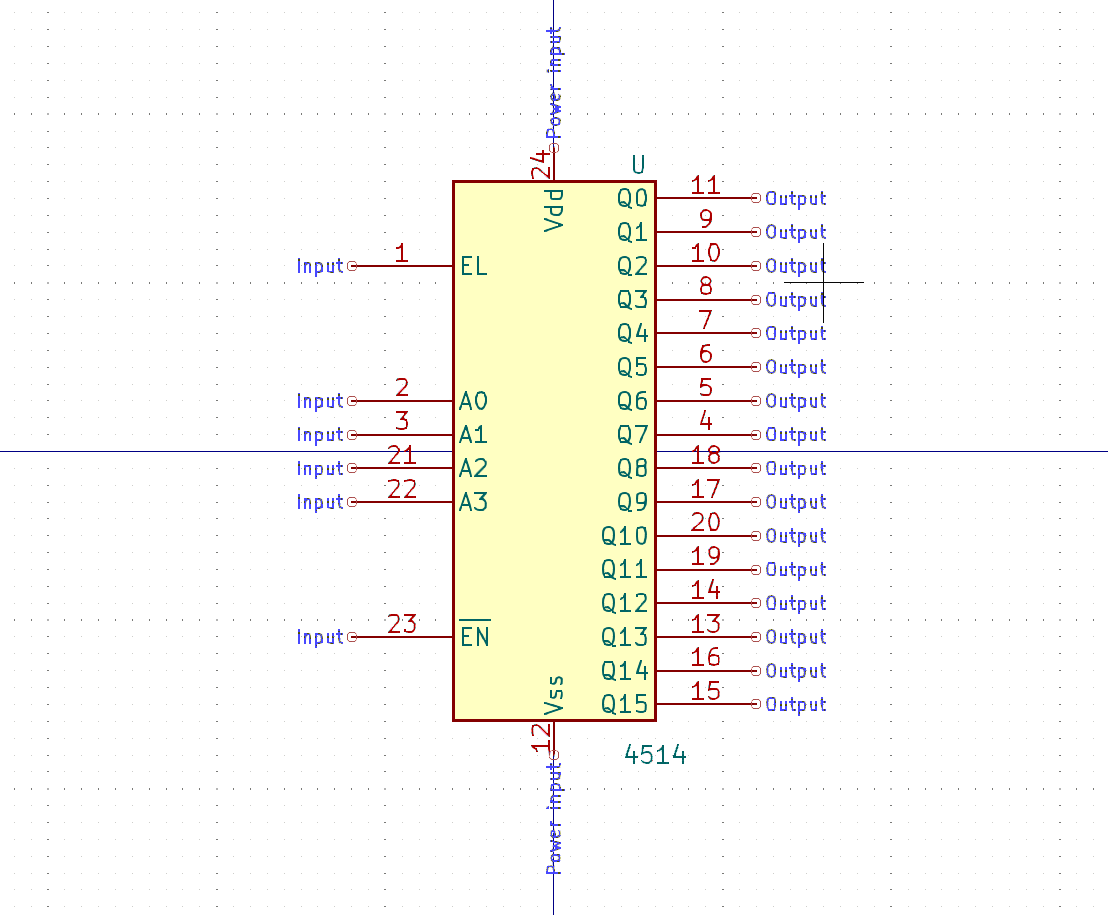 Power input
24
U
Vdd
Q0 11 Output
Q1 9 Output
Input 1 EL Q2 10 Output
Q3 8 Output
Q4 7 Output
Q5 6 Output
Input 2 A0 Q6 5 Output
Input 3 A1 Q7 4 Output
Input 21 A2 Q8 18 Output
Input 22 A3 Q9 17 Output
Q10 20 Output
Q11 19 Output
Q12 14 Output
Input 23 EN Q13 13 Output
Q14 16 Output
Vss Q15 15 Output
12
4514
Power input